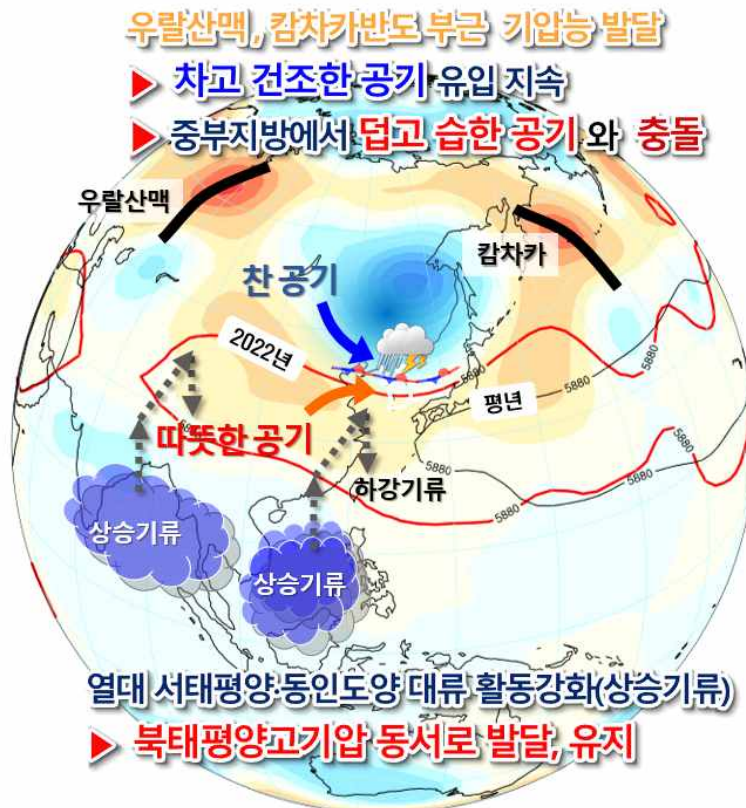 우랄산맥, 캄차카반도 부근 기압능 발달
▶ 차고 건조한 공기 유입 지속
▶ 중부지방에서 덥고 습한 공기 와 충돌
우랄산맥
캄차카
찬 공기
2022년
5880
평년
5880
따뜻한 공기
하강기류
5880
5880
상승기류
상승기류
열대 서태평양·동인도양 대류 활동강화(상승기류)
▶ 북태평양고기압 동서로 발달, 유지